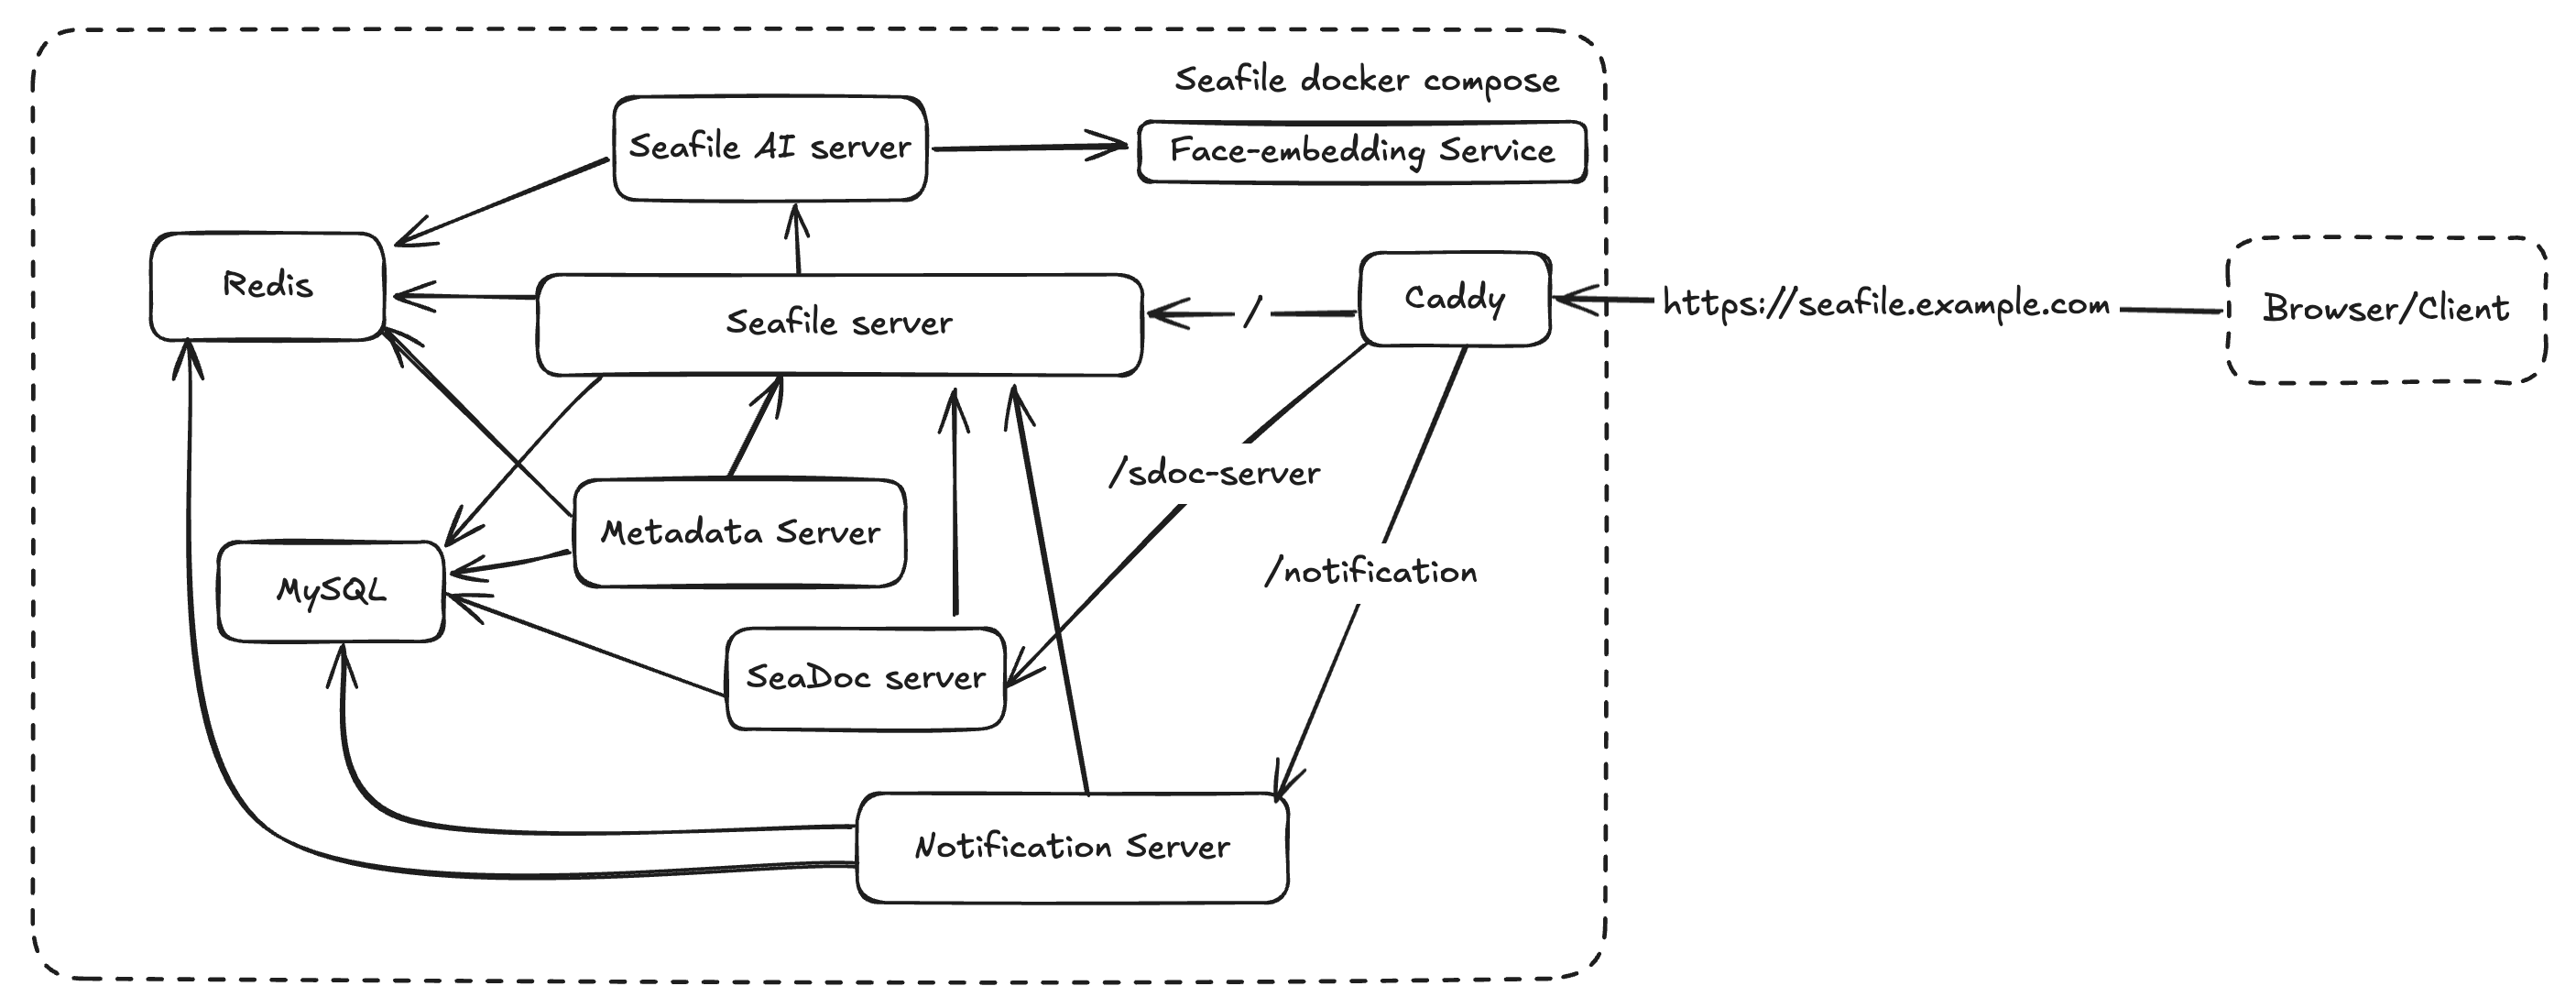 Seafile docker compose
Seafile AI server
Face-embedding Service
Redis
Seafile server
/
Caddy
https://seafile.example.com
Browser/Client
/sdoc-server
Metadata Server
/notification
MySQL
SeaDoc server
Notification Server